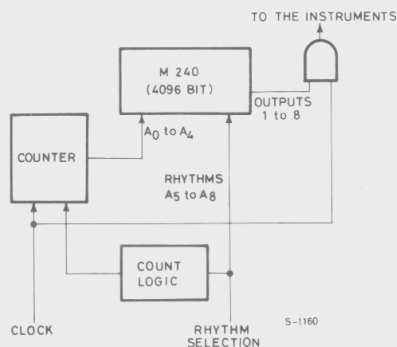 TO THE INSTRUMENTS
M 240
(4096 BIT)
OUTPUTS
1 to 8
A0 to A4
COUNTER
RHYTHMS
A5 to A8
COUNT
LOGIC
S-1160
CLOCK
RHYTHM
SELECTION